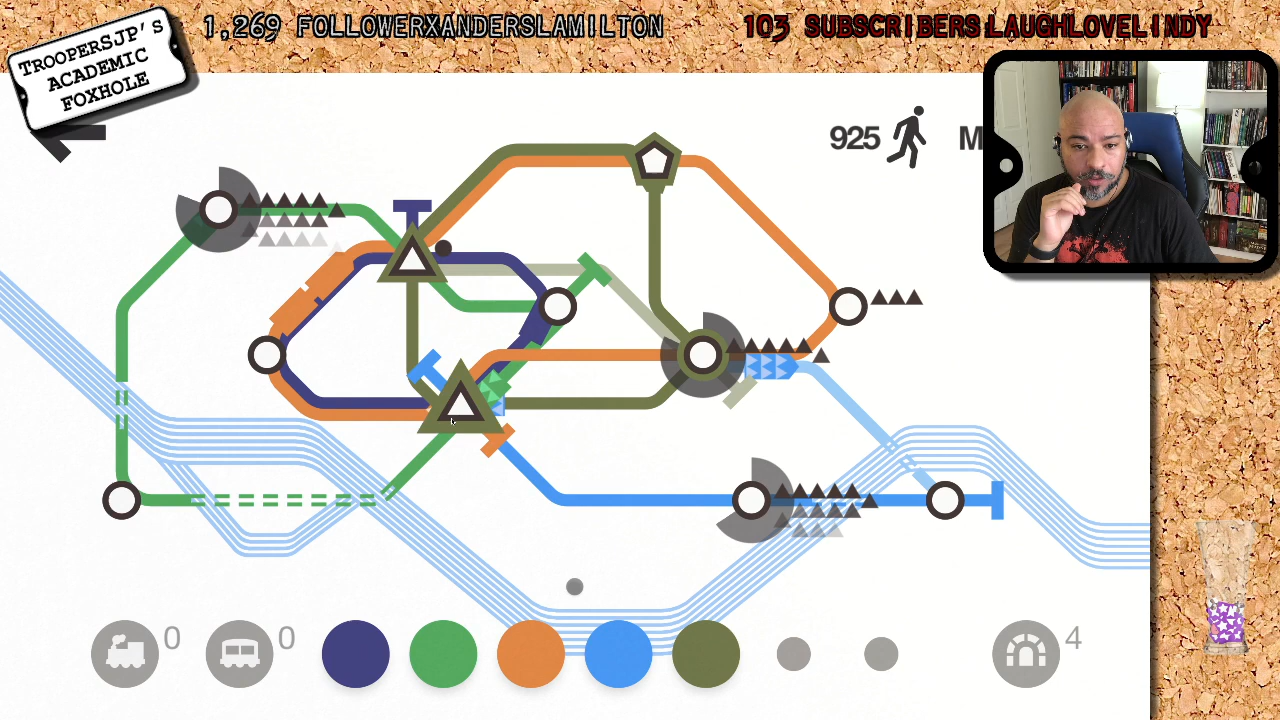 1,269 FOLLOWERXANDERSLAMILTON
103 SUBSCRIBERS:LAUGHLOVELINDY
TROOPERSJP'S
ACADEMIC
FOXHOLE
925
M
0
0
4